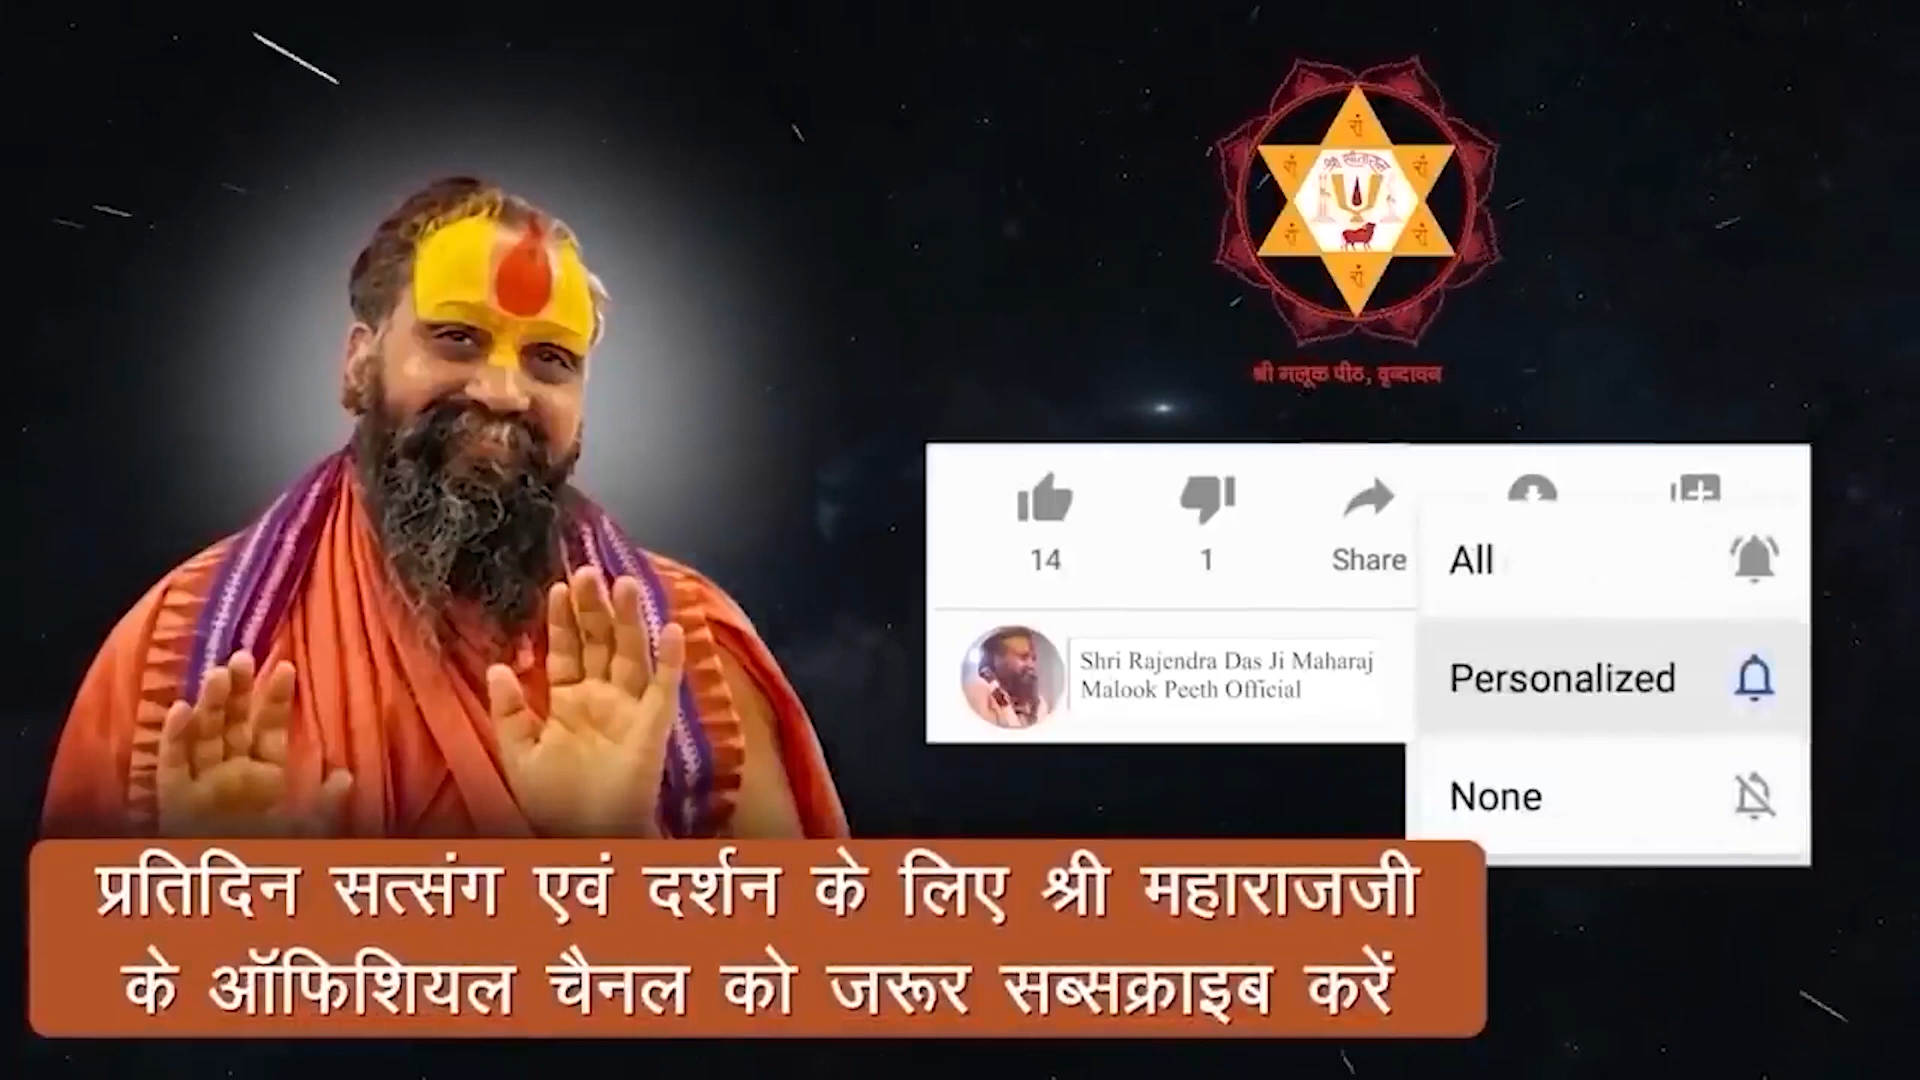 रां
श्री सीताराम
रां
रां
रां
रां
रां
श्री मलूक पीठ, वृन्दावन
14
1
Share
All
Shri Rajendra Das Ji Maharaj
Malook Peeth Official
Personalized
None
प्रतिदिन सत्संग एवं दर्शन के लिए श्री महाराजजी
के ऑफिशियल चैनल को जरूर सब्सक्राइब करें